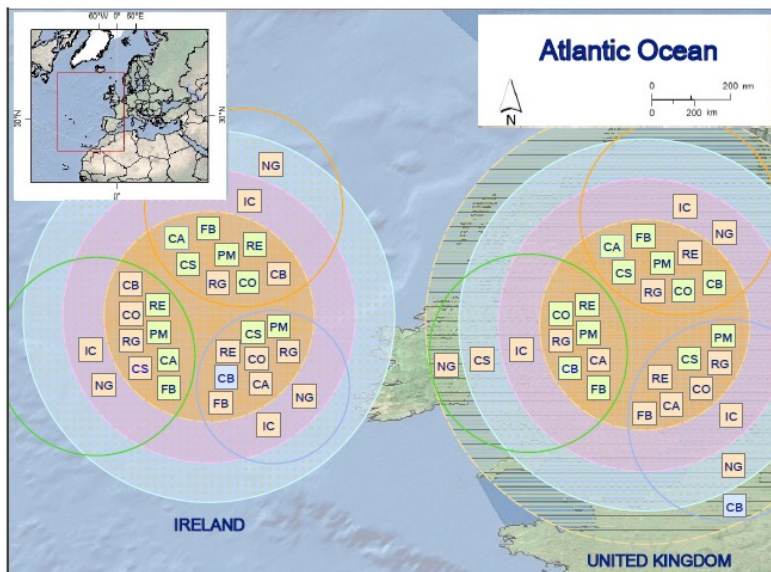 60°W 0° 60°E
30°N
30°N
0°
Atlantic Ocean
N
0 200 nm
0 200 km
NG
IC
FB
CA
RE
PM
CS
CB
RG
CO
CB
RE
CO
PM
RG
IC
CA
CS
NG
FB
PM
CS
RG
RE
CO
CB
CA
NG
FB
IC
IRELAND
IC
NG
FB
CA
RE
PM
CS
CB
RG
CO
RE
CO
PM
RG
IC
CS
NG
CA
CB
FB
PM
CS
RG
RE
CO
CA
FB
IC
NG
CB
UNITED KINGDOM